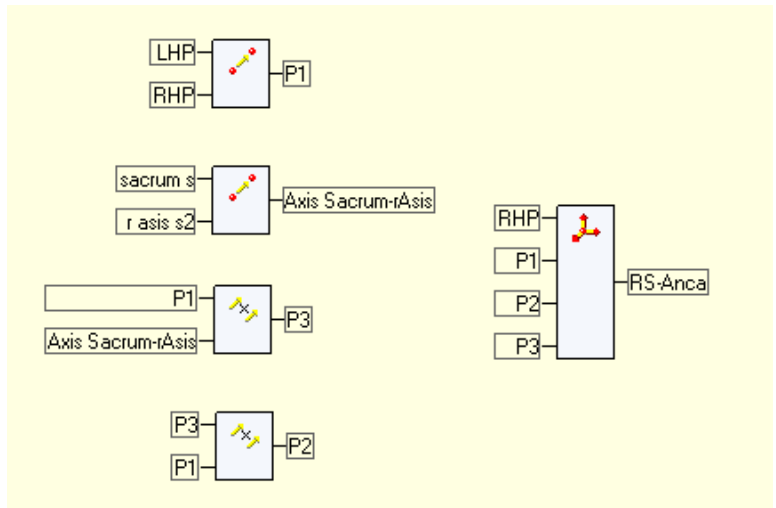 LHP
RHP
P1
sacrum s
r asis s2
Axis Sacrum-rAsis
P1
Axis Sacrum-rAsis
P3
P3
P1
P2
RHP
P1
P2
P3
RS-Anca